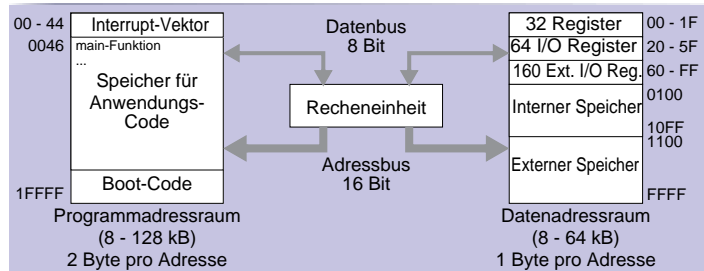 00 - 44
Interrupt-Vektor
0046
main-Funktion
...
Speicher für
Anwendungs-
Code
Boot-Code
1FFFF
Programmadressraum
(8 - 128 kB)
2 Byte pro Adresse
Datenbus
8 Bit
Recheneinheit
Adressbus
16 Bit
32 Register
00 - 1F
64 I/O Register
20 - 5F
160 Ext. I/O Reg.
60 - FF
0100
Interner Speicher
10FF
1100
Externer Speicher
FFFF
Datenadressraum
(8 - 64 kB)
1 Byte pro Adresse